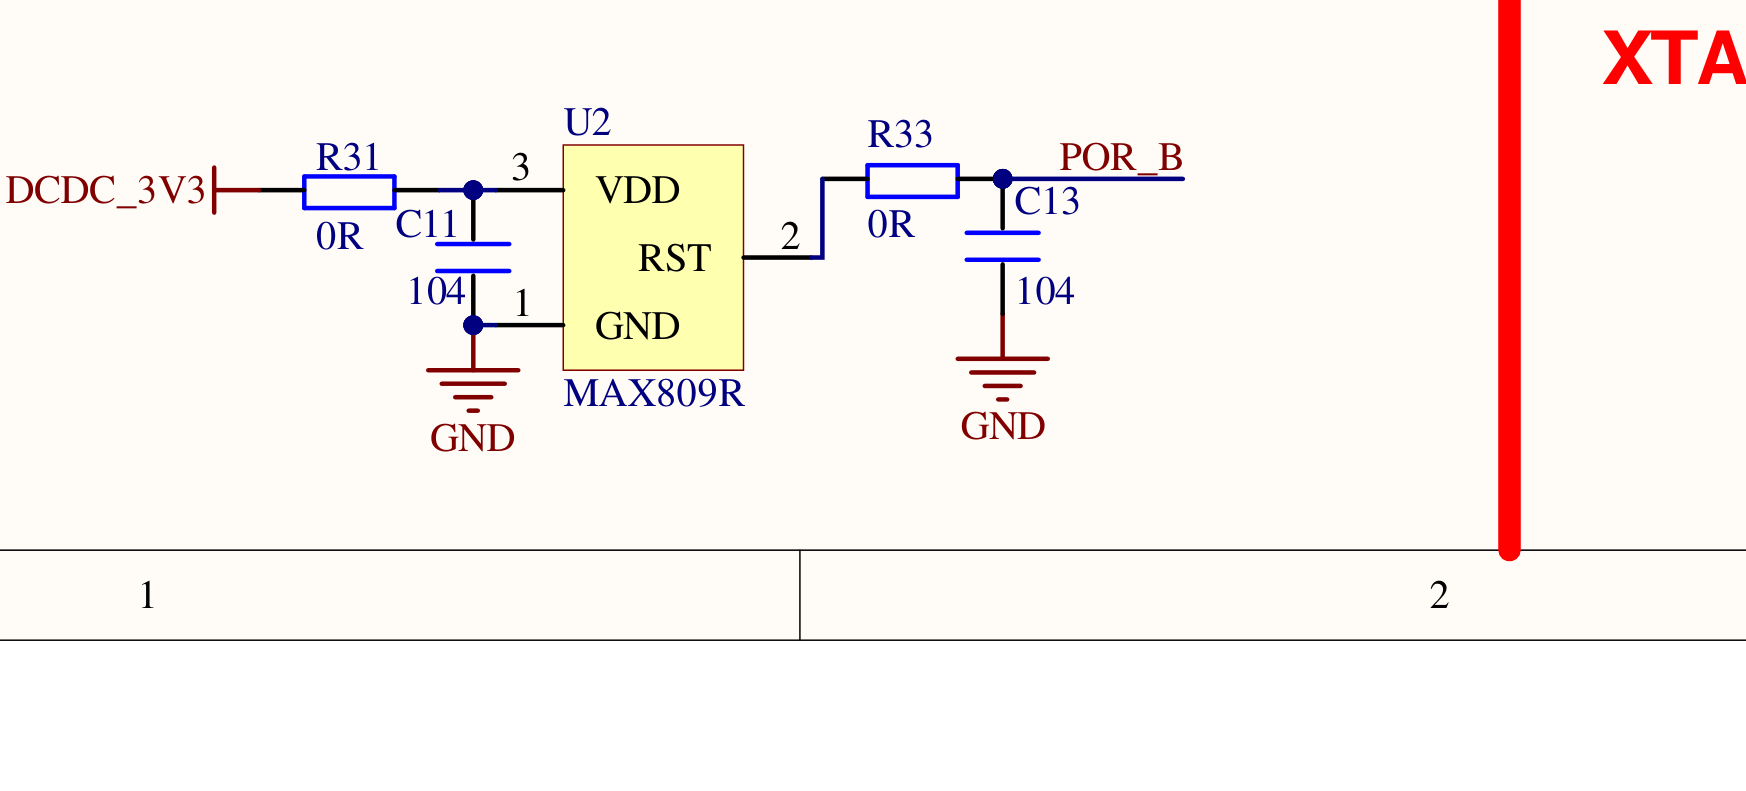 XTA
U2
R31
R33
3
POR_B
DCDC_3V3
VDD
C13
0R
C11
0R
2
RST
104
1
104
GND
MAX809R
GND
GND
1
2